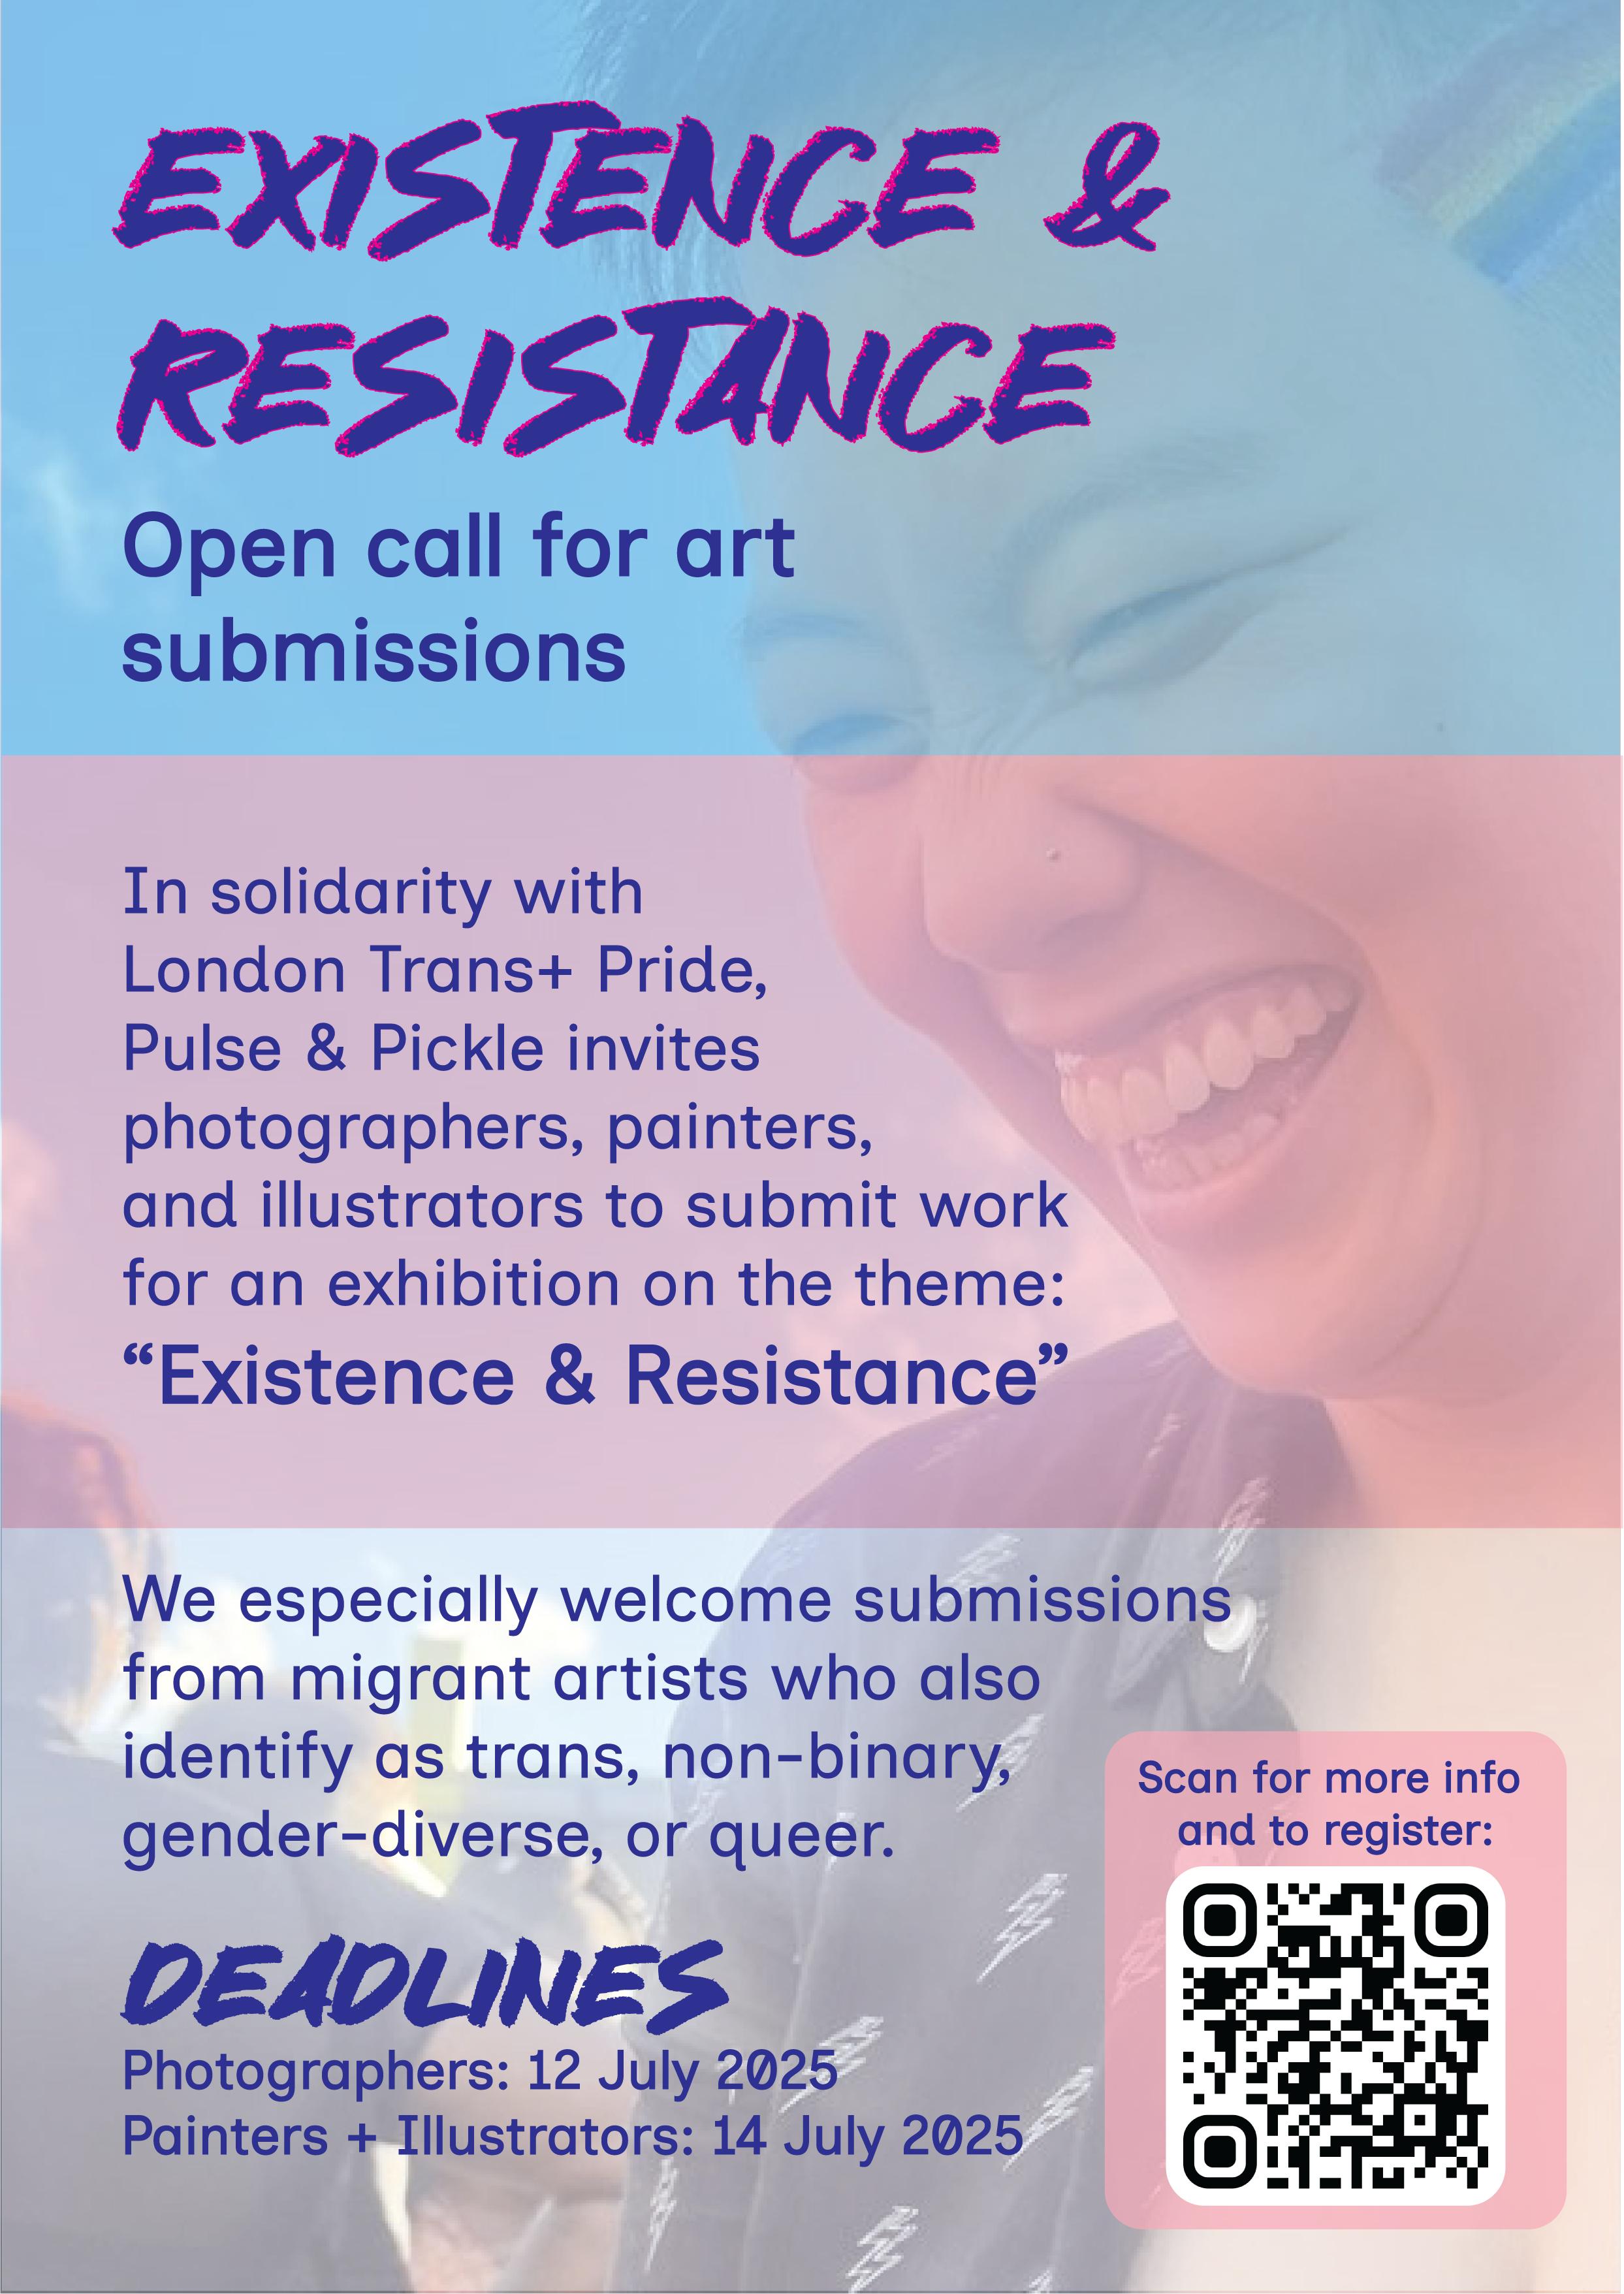 EXISTENCE &
RESISTANCE
Open call for art
submissions
In solidarity with
London Trans+ Pride,
Pulse & Pickle invites
photographers, painters,
and illustrators to submit work
for an exhibition on the theme:
“Existence & Resistance”
We especially welcome submissions
from migrant artists who also
identify as trans, non-binary,
gender-diverse, or queer.
DEADLINES
Photographers: 12 July 2025
Painters + Illustrators: 14 July 2025
Scan for more info
and to register: